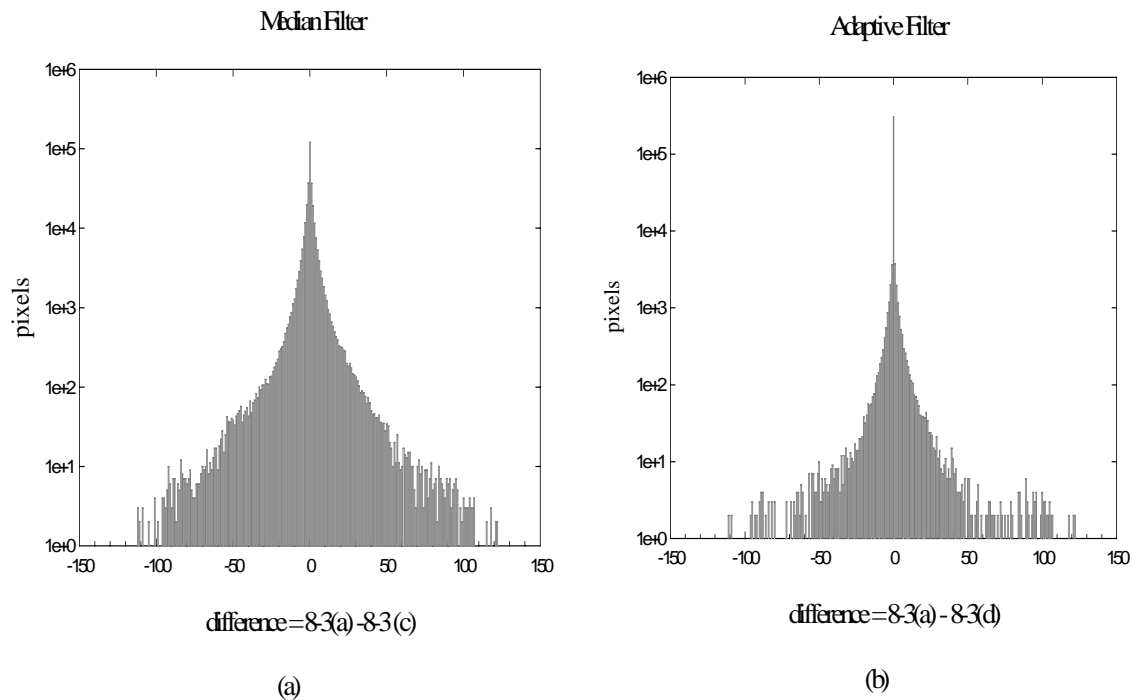 Median Filter
1e+6
1e+5
1e+4
1e+3
1e+2
1e+1
1e+0
pixels
-150 -100 -50 0 50 100 150
difference = 8-3(a) - 8-3 (c)
(a)
Adaptive Filter
1e+6
1e+5
1e+4
1e+3
1e+2
1e+1
1e+0
pixels
-150 -100 -50 0 50 100 150
difference = 8-3(a) - 8-3(d)
(b)